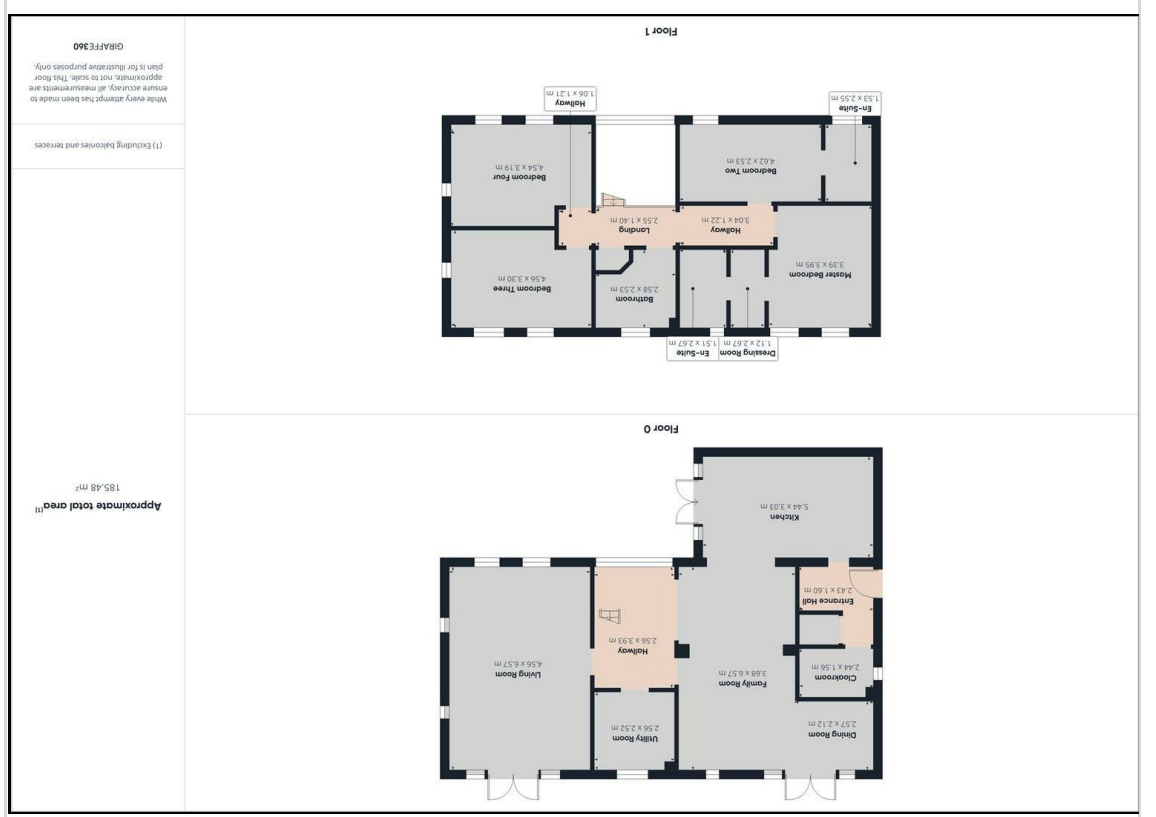 Dining Room
2.57 x 2.12 m
Utility Room
2.56 x 2.52 m
Family Room
3.68 x 6.57 m
Living Room
4.56 x 6.57 m
Cloakroom
2.44 x 1.56 m
Hallway
2.56 x 3.93 m
Entrance Hall
2.43 x 1.60 m
Kitchen
5.44 x 3.03 m
Floor 0
Dressing Room
1.12 x 2.67 m
En-Suite
1.51 x 2.67 m
Master Bedroom
3.39 x 3.95 m
Bathroom
2.58 x 2.53 m
Bedroom Three
4.56 x 3.30 m
Hallway
3.04 x 1.22 m
Landing
2.55 x 1.40 m
Bedroom Two
4.62 x 2.53 m
Bedroom Four
4.54 x 3.19 m
En-Suite
1.53 x 2.55 m
Hallway
1.06 x 1.21 m
Floor 1
Approximate total area(1)
185.48 m²
(1) Excluding balconies and terraces
While every attempt has been made to
ensure accuracy, all measurements are
approximate, not to scale. This floor
plan is for illustrative purposes only.
GIRAFFE360